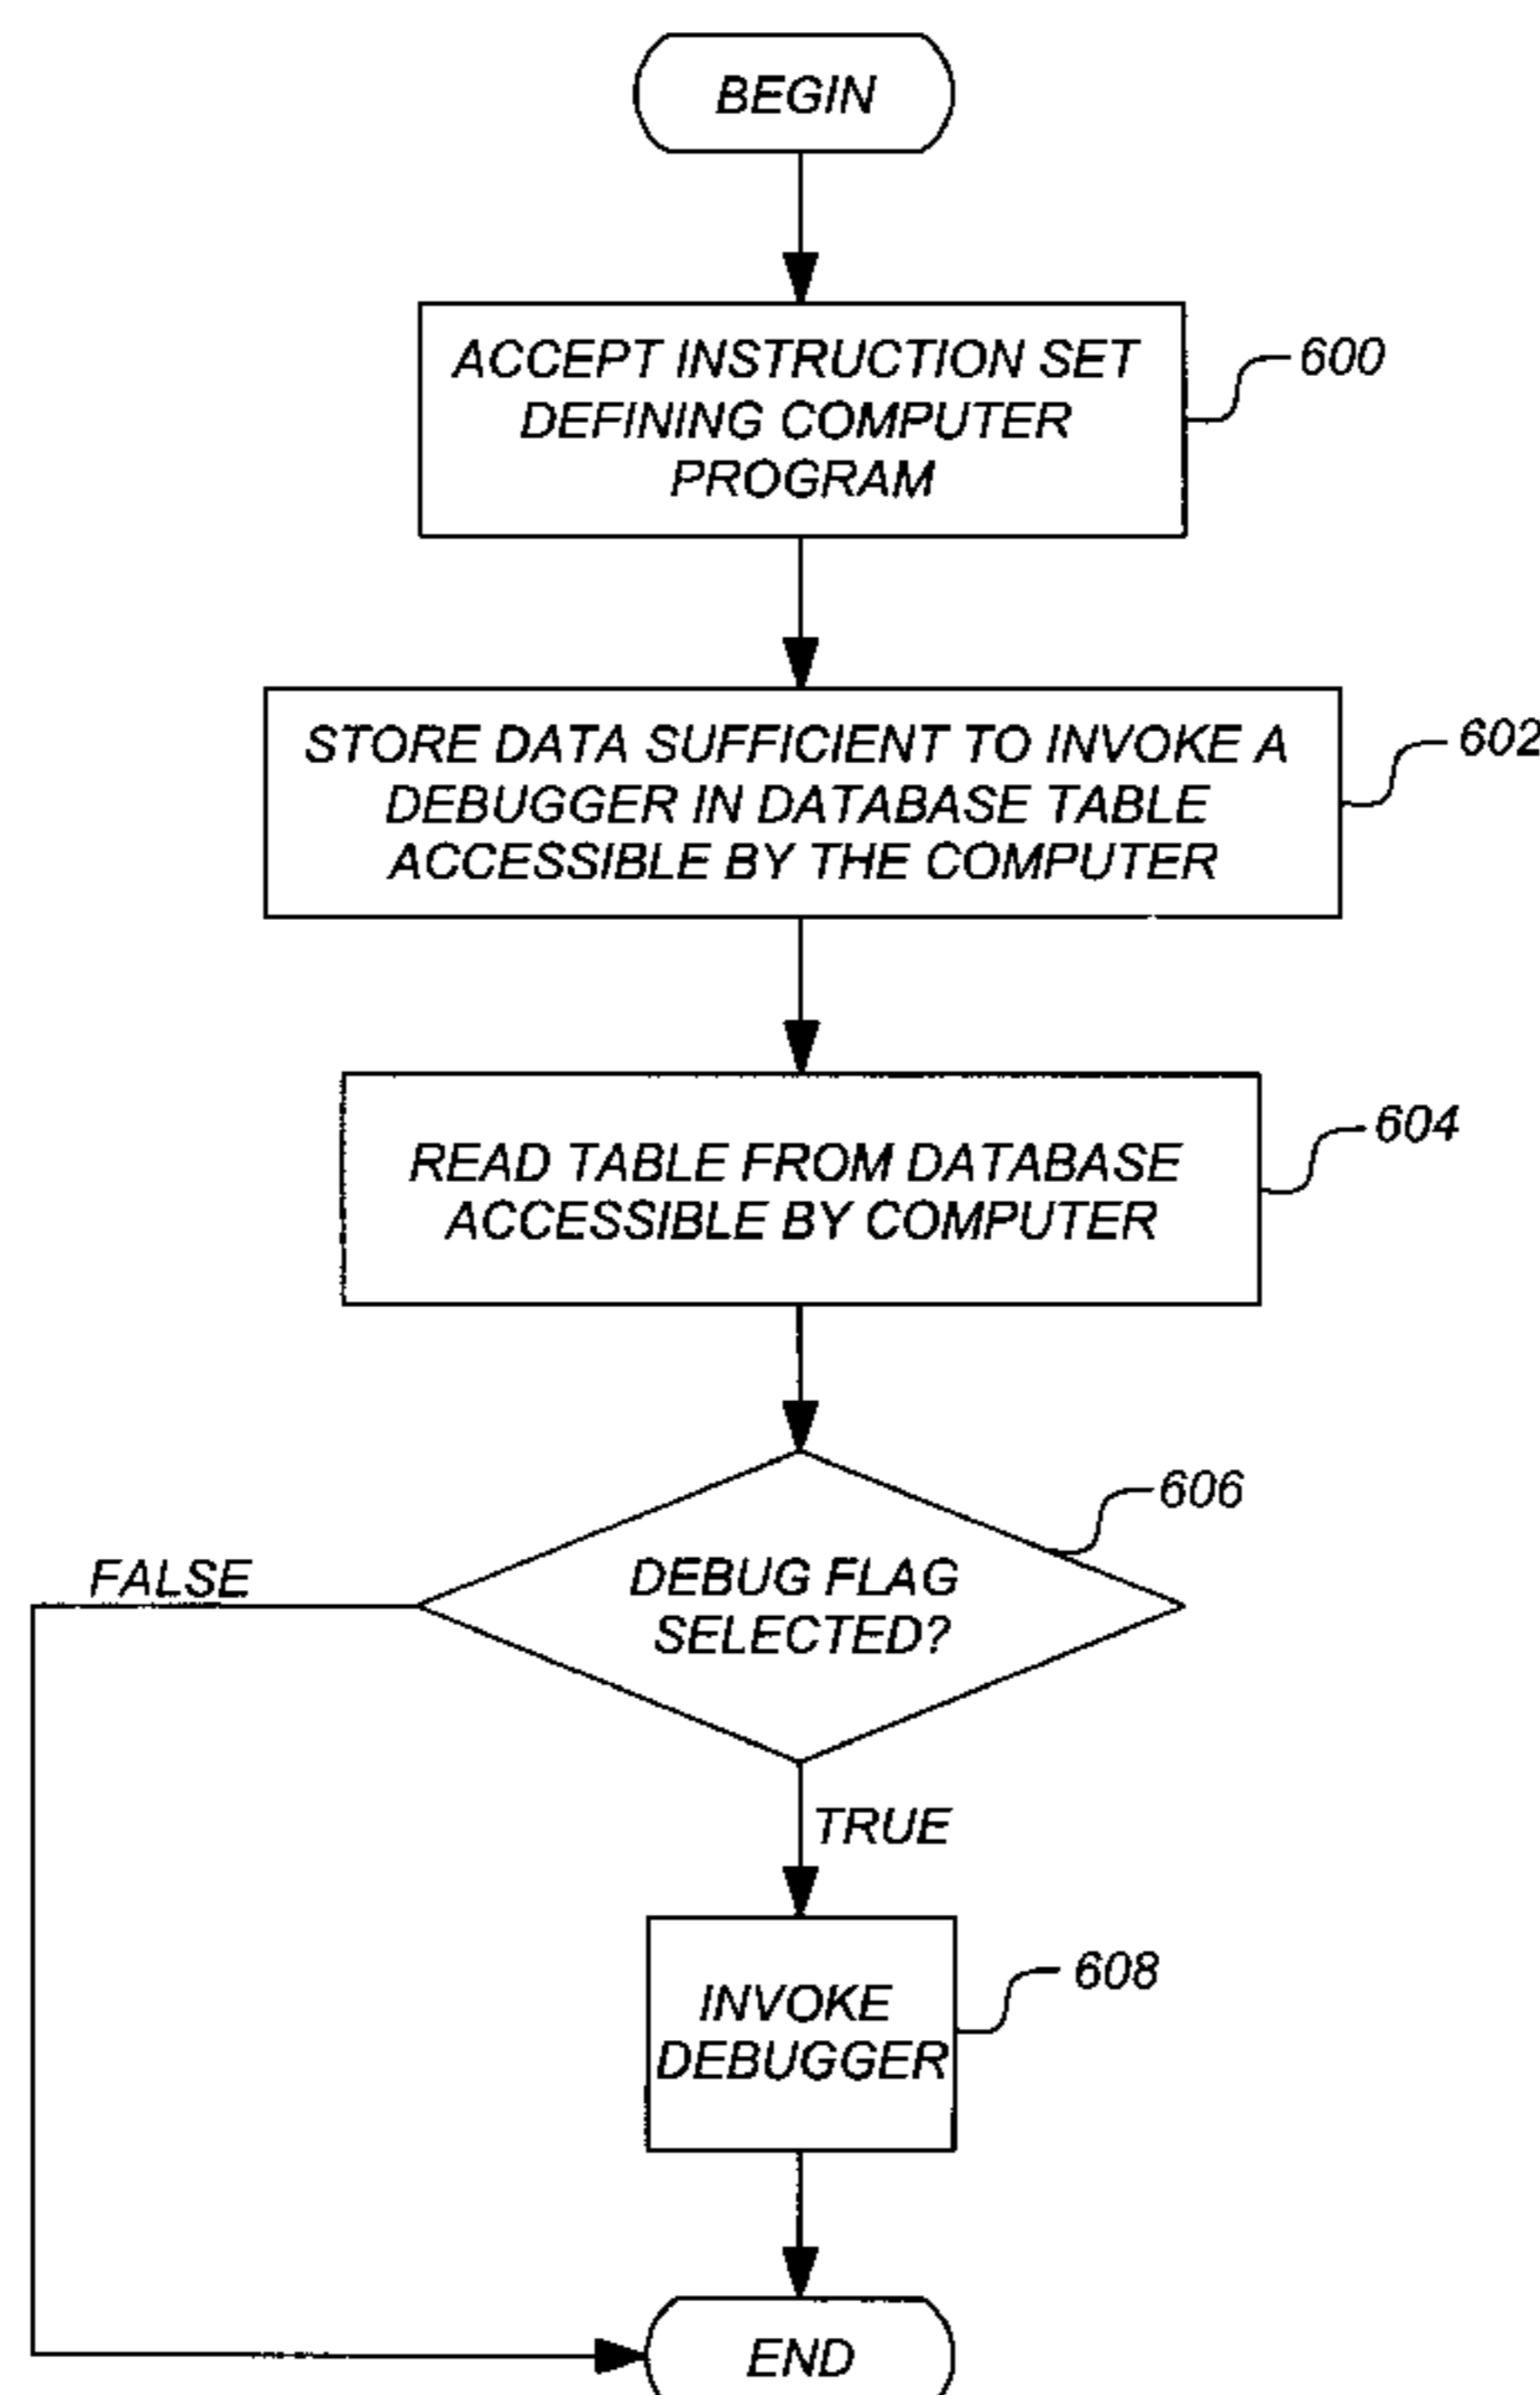 BEGIN
ACCEPT INSTRUCTION SET
DEFINING COMPUTER
PROGRAM
600
STORE DATA SUFFICIENT TO INVOKE A
DEBUGGER IN DATABASE TABLE
ACCESSIBLE BY THE COMPUTER
602
READ TABLE FROM DATABASE
ACCESSIBLE BY COMPUTER
604
DEBUG FLAG
SELECTED?
606
FALSE
TRUE
INVOKE
DEBUGGER
608
END